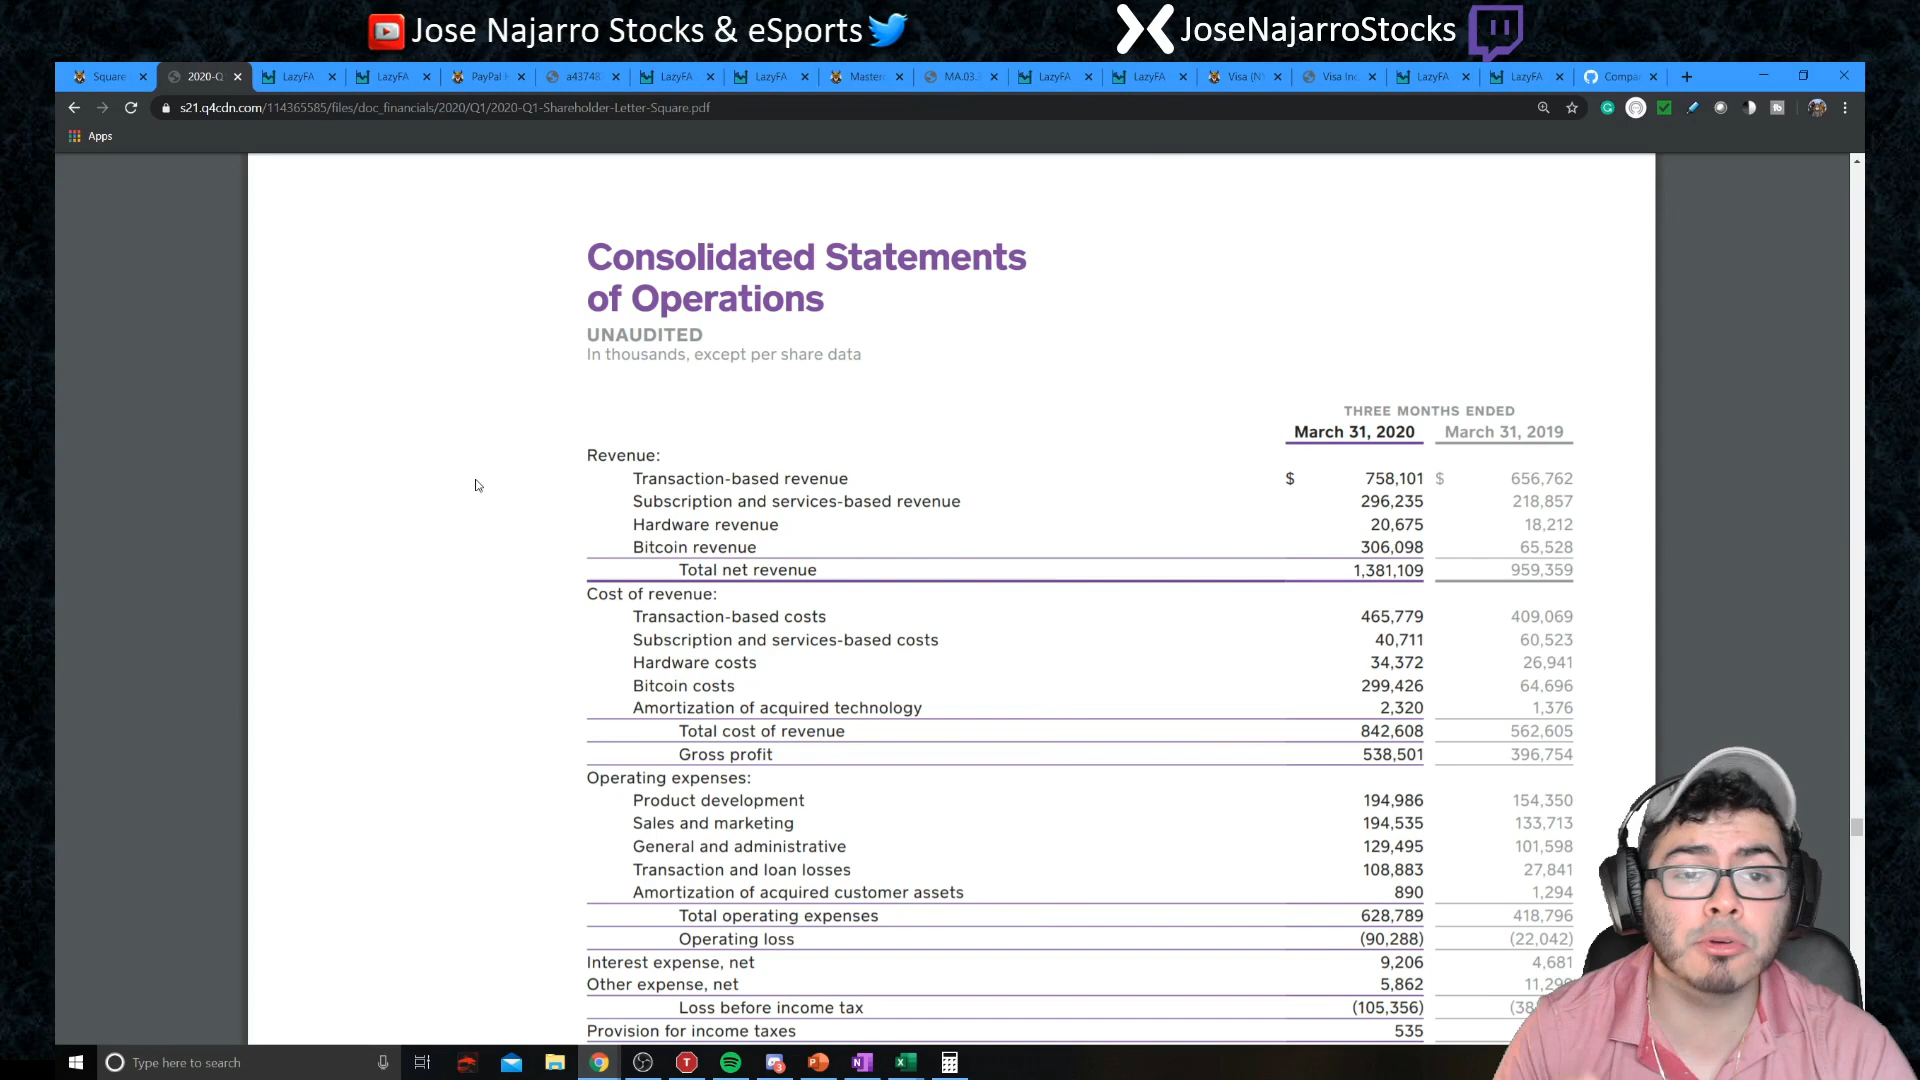 Jose Najarro Stocks & eSports JoseNajarroStocks
Square 2020-Q LazyFA LazyFA PayPal H a43748 LazyFA LazyFA Master MA.03. LazyFA LazyFA Visa (N Visa Inc LazyFA LazyFA Compa
s21.q4cdn.com/114365585/files/doc_financials/2020/Q1/2020-Q1-Shareholder-Letter-Square.pdf
Apps
Consolidated Statements
of Operations
UNAUDITED
In thousands, except per share data
THREE MONTHS ENDED
March 31, 2020 March 31, 2019
Revenue:
Transaction-based revenue $ 758,101 $ 656,762
Subscription and services-based revenue 296,235 218,857
Hardware revenue 20,675 18,212
Bitcoin revenue 306,098 65,528
Total net revenue 1,381,109 959,359
Cost of revenue:
Transaction-based costs 465,779 409,069
Subscription and services-based costs 40,711 60,523
Hardware costs 34,372 26,941
Bitcoin costs 299,426 64,696
Amortization of acquired technology 2,320 1,376
Total cost of revenue 842,608 562,605
Gross profit 538,501 396,754
Operating expenses:
Product development 194,986 154,350
Sales and marketing 194,535 133,713
General and administrative 129,495 101,598
Transaction and loan losses 108,883 27,841
Amortization of acquired customer assets 890 1,294
Total operating expenses 628,789 418,796
Operating loss (90,288) (22,042)
Interest expense, net 9,206 4,681
Other expense, net 5,862 11,29
Loss before income tax (105,356) (38
Provision for income taxes 535
Type here to search